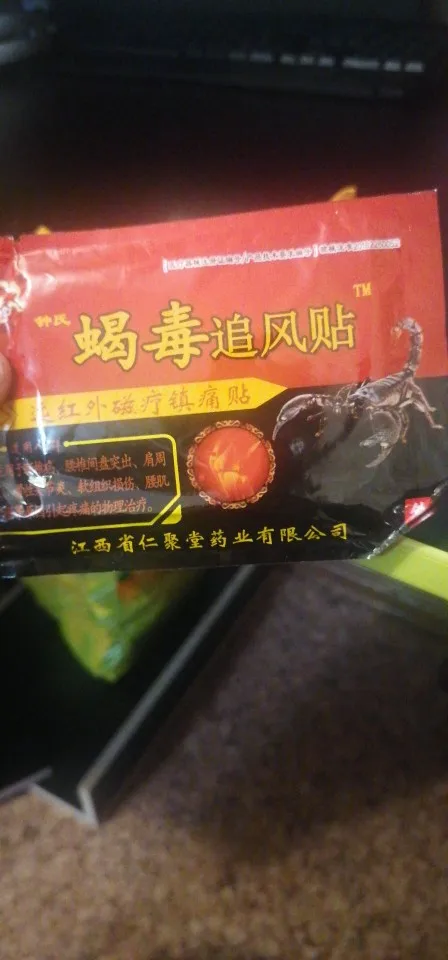 蝎毒追风贴 TM
远红外磁疗镇痛贴
腰椎间盘突出、肩周
炎、软组织损伤、腰肌
引起疼痛的物理治疗。
江西省仁聚堂药业有限公司